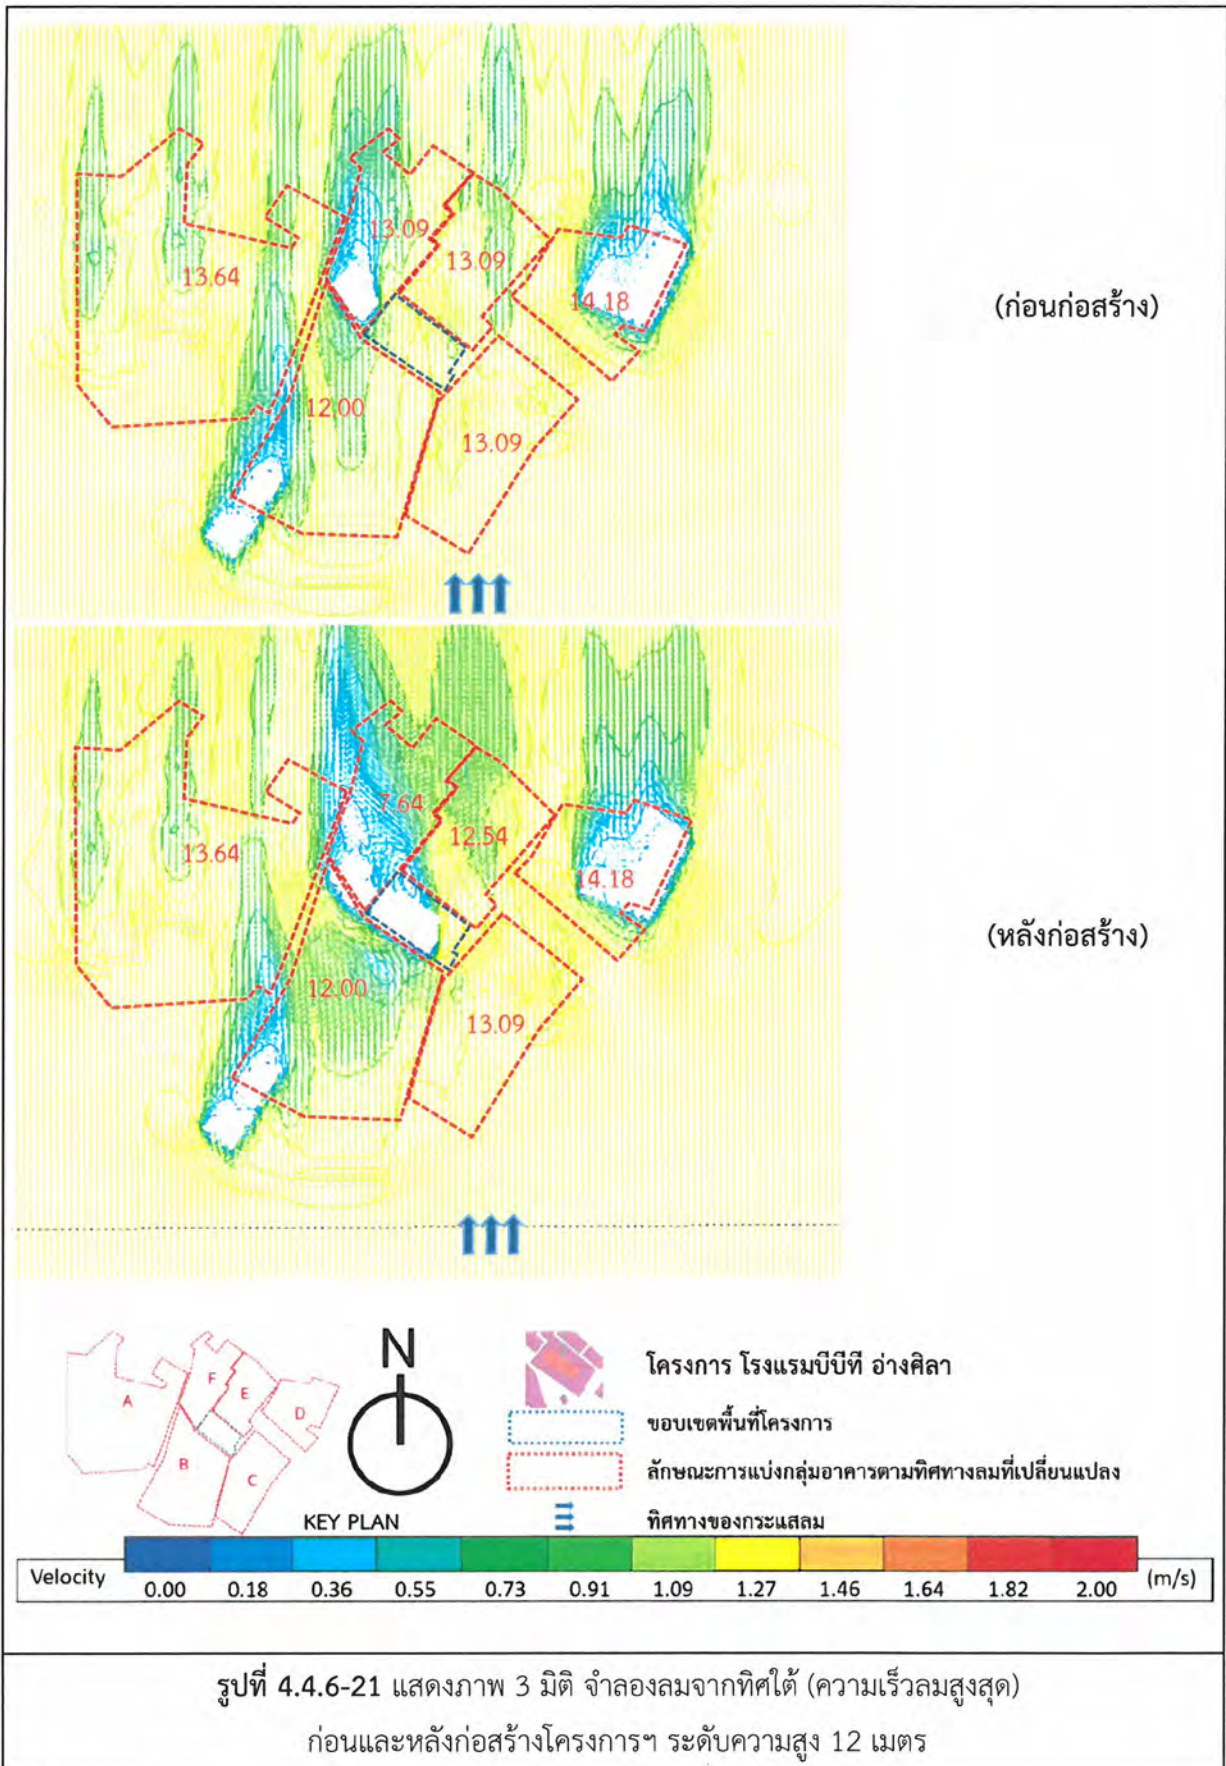 13.09
13.09
13.64
14.18
(ก่อนก่อสร้าง)
12.00
13.09
7.64
12.54
13.64
14.18
(หลังก่อสร้าง)
12.00
13.09
N
โครงการ โรงแรมบีบีที อ่างศิลา
F
E
A
D
ขอบเขตพื้นที่โครงการ
B
C
ลักษณะการแบ่งกลุ่มอาคารตามทิศทางลมที่เปลี่ยนแปลง
KEY PLAN
ทิศทางของกระแสลม
Velocity 0.00 0.18 0.36 0.55 0.73 0.91 1.09 1.27 1.46 1.64 1.82 2.00 (m/s)
รูปที่ 4.4.6-21 แสดงภาพ 3 มิติ จำลองลมจากทิศใต้ (ความเร็วลมสูงสุด)
ก่อนและหลังก่อสร้างโครงการฯ ระดับความสูง 12 เมตร